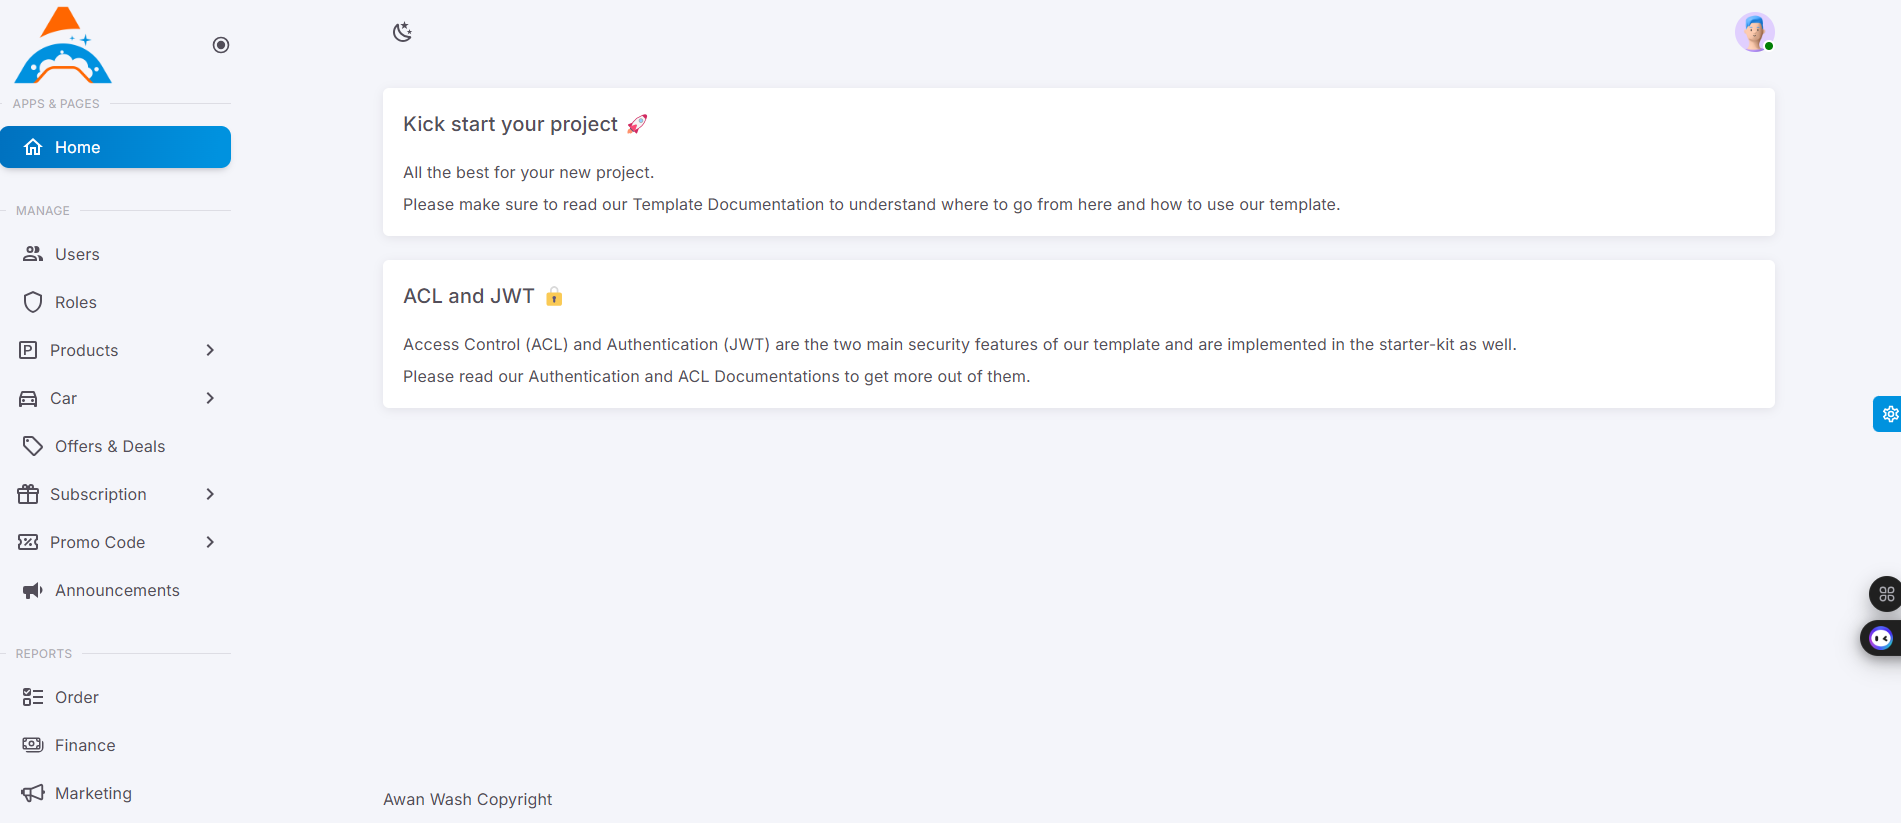 APPS & PAGES
Home
MANAGE
Users
Roles
Products
Car
Offers & Deals
Subscription
Promo Code
Announcements
REPORTS
Order
Finance
Marketing
Kick start your project 🚀
All the best for your new project.
Please make sure to read our Template Documentation to understand where to go from here and how to use our template.
ACL and JWT 🔒
Access Control (ACL) and Authentication (JWT) are the two main security features of our template and are implemented in the starter-kit as well.
Please read our Authentication and ACL Documentations to get more out of them.
Awan Wash Copyright